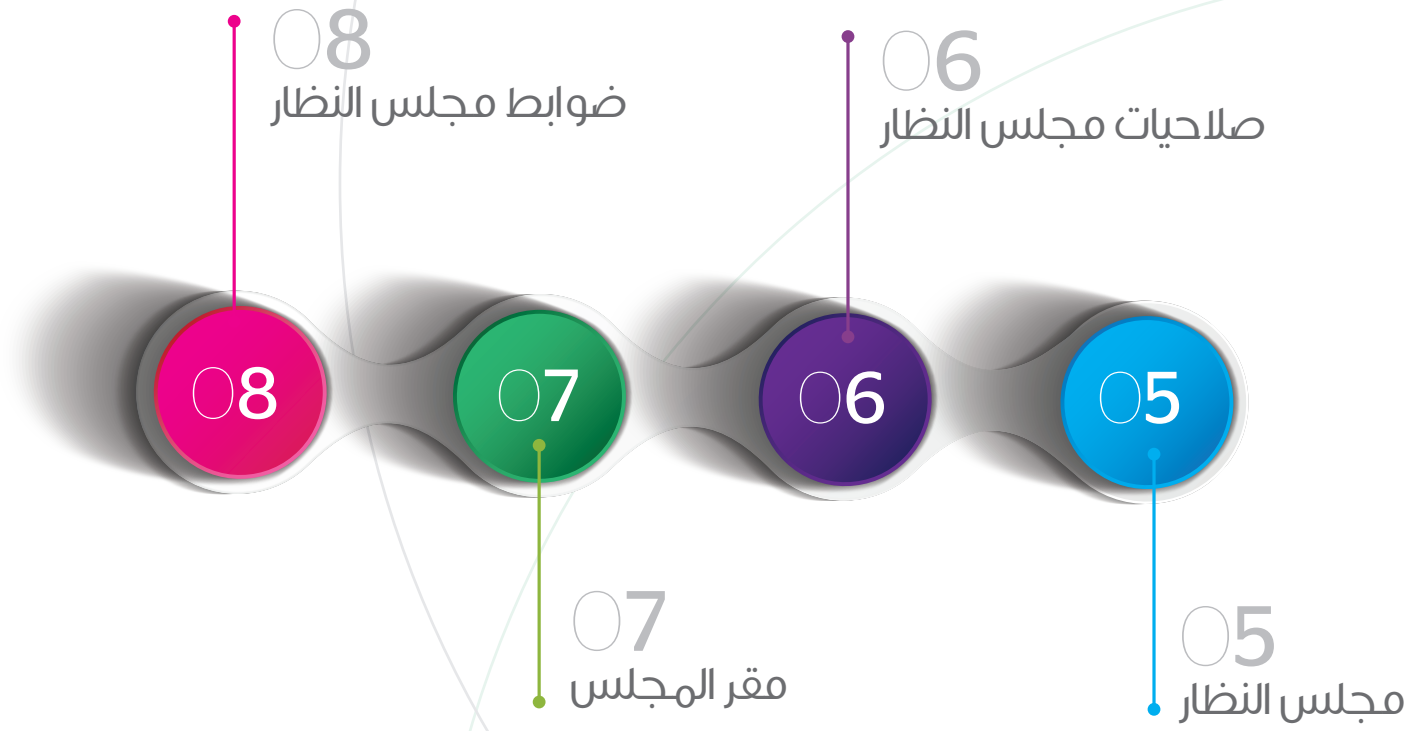 05
مجلس النظار
06
صلاحيات مجلس النظار
07
مقر المجلس
08
ضوابط مجلس النظار
05
06
07
08